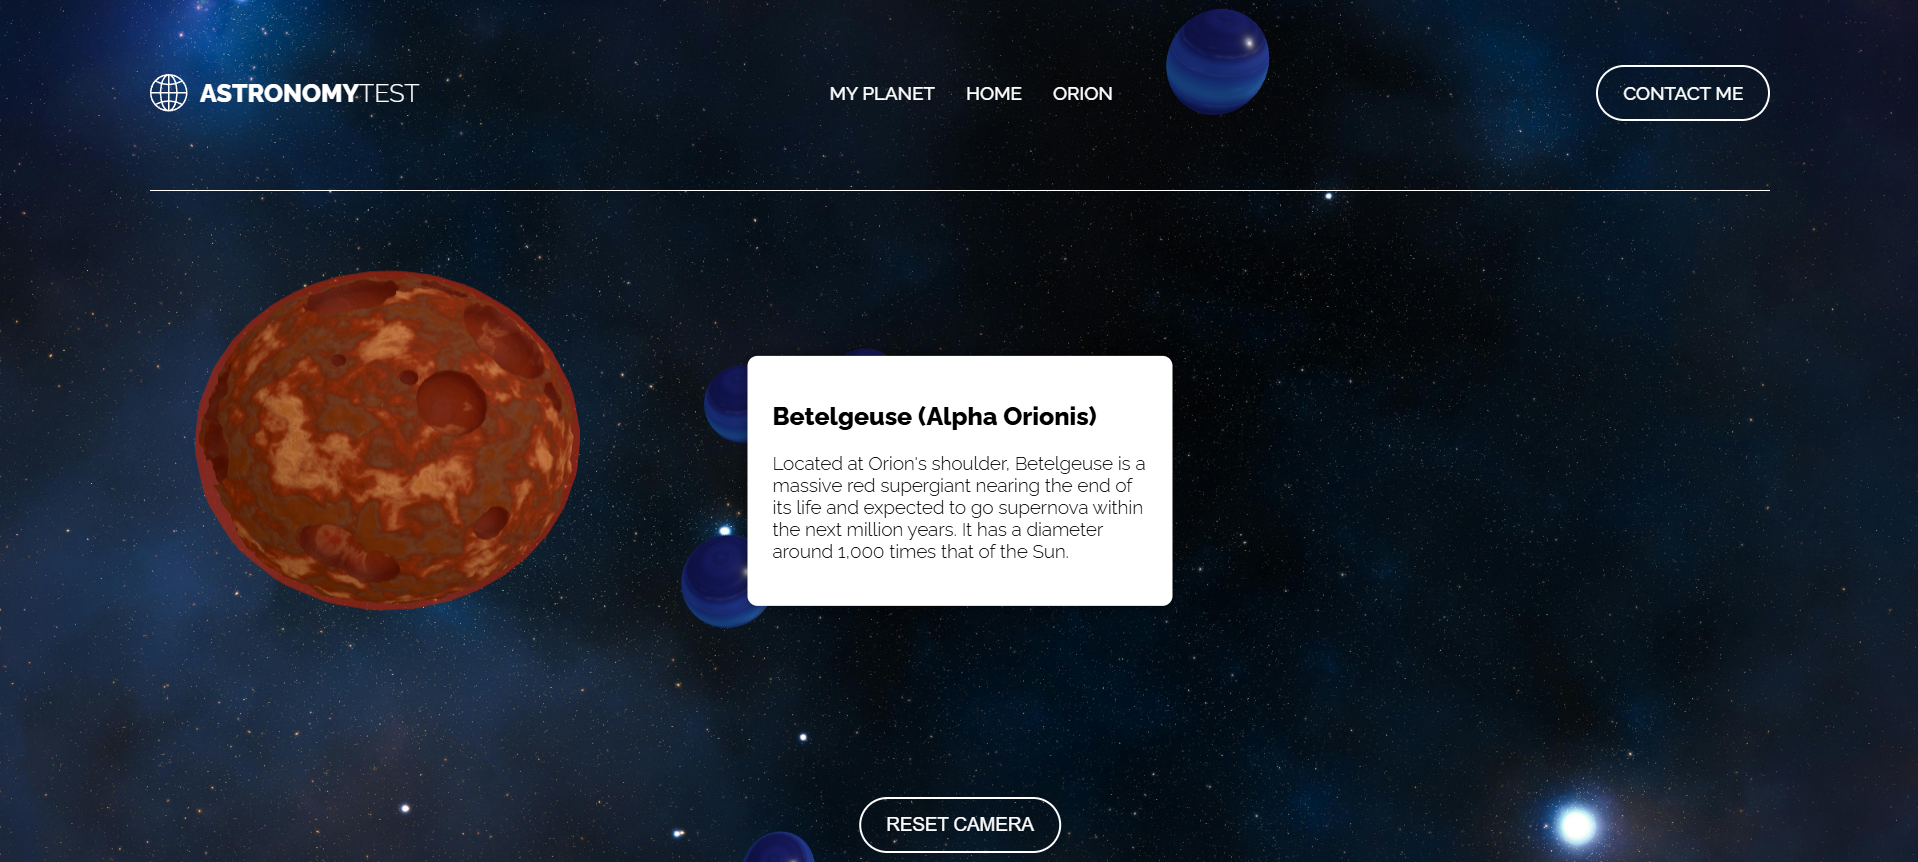 ASTRONOMYTEST
MY PLANET HOME ORION
CONTACT ME
Betelgeuse (Alpha Orionis)
Located at Orion's shoulder, Betelgeuse is a
massive red supergiant nearing the end of
its life and expected to go supernova within
the next million years. It has a diameter
around 1,000 times that of the Sun.
RESET CAMERA